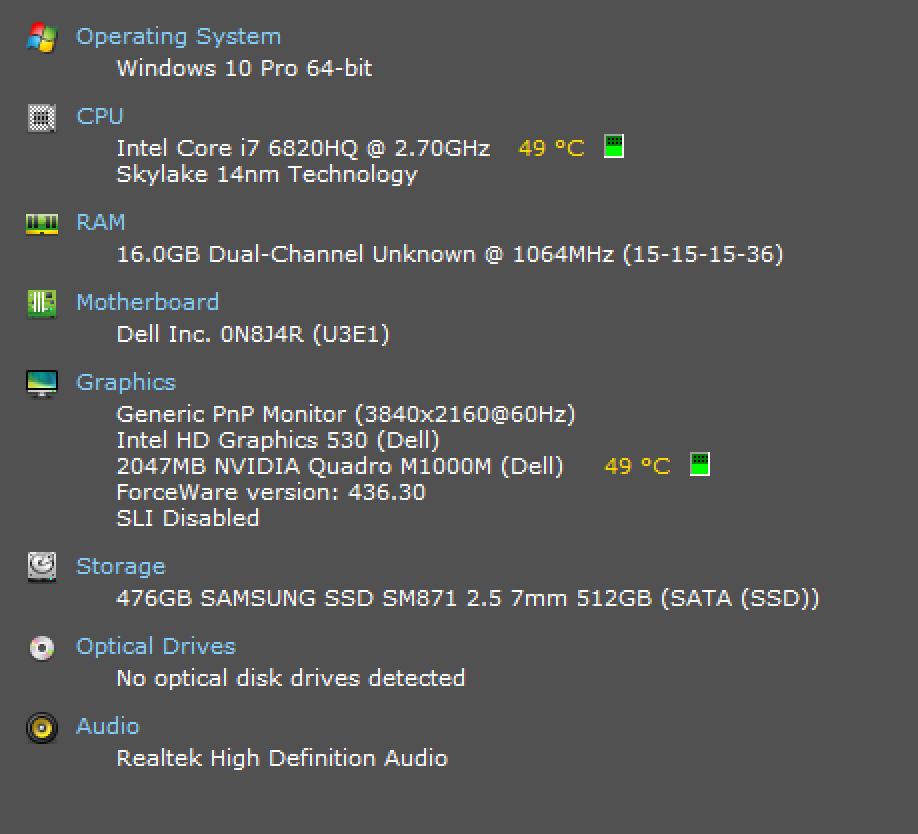 Operating System
Windows 10 Pro 64-bit
CPU
Intel Core i7 6820HQ @ 2.70GHz 49 °C
Skylake 14nm Technology
RAM
16.0GB Dual-Channel Unknown @ 1064MHz (15-15-15-36)
Motherboard
Dell Inc. 0N8J4R (U3E1)
Graphics
Generic PnP Monitor (3840x2160@60Hz)
Intel HD Graphics 530 (Dell)
2047MB NVIDIA Quadro M1000M (Dell) 49 °C
ForceWare version: 436.30
SLI Disabled
Storage
476GB SAMSUNG SSD SM871 2.5 7mm 512GB (SATA (SSD))
Optical Drives
No optical disk drives detected
Audio
Realtek High Definition Audio